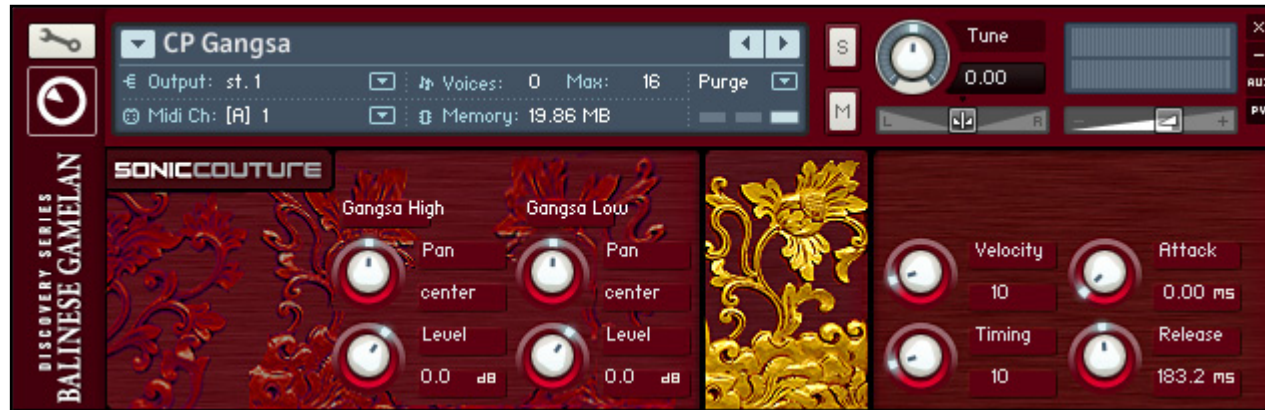 CP Gangsa
Output: st. 1
Voices: 0 Max: 16 Purge
Midi Ch: [A] 1
Memory: 19.86 MB
S
M
Tune
0.00
L R
- +
X
-
AUX
PV
DISCOVERY SERIES
BALINESE GAMELAN
SONICCOUTURE
Gangsa High
Pan
center
Level
0.0 dB
Gangsa Low
Pan
center
Level
0.0 dB
Velocity
10
Timing
10
Attack
0.00 ms
Release
183.2 ms